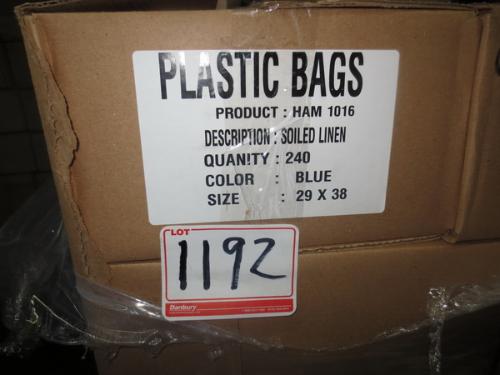 PLASTIC BAGS
PRODUCT : HAM 1016
DESCRIPTION : SOILED LINEN
QUANITY : 240
COLOR : BLUE
SIZE : 29 X 38
LOT
1192
Danbury